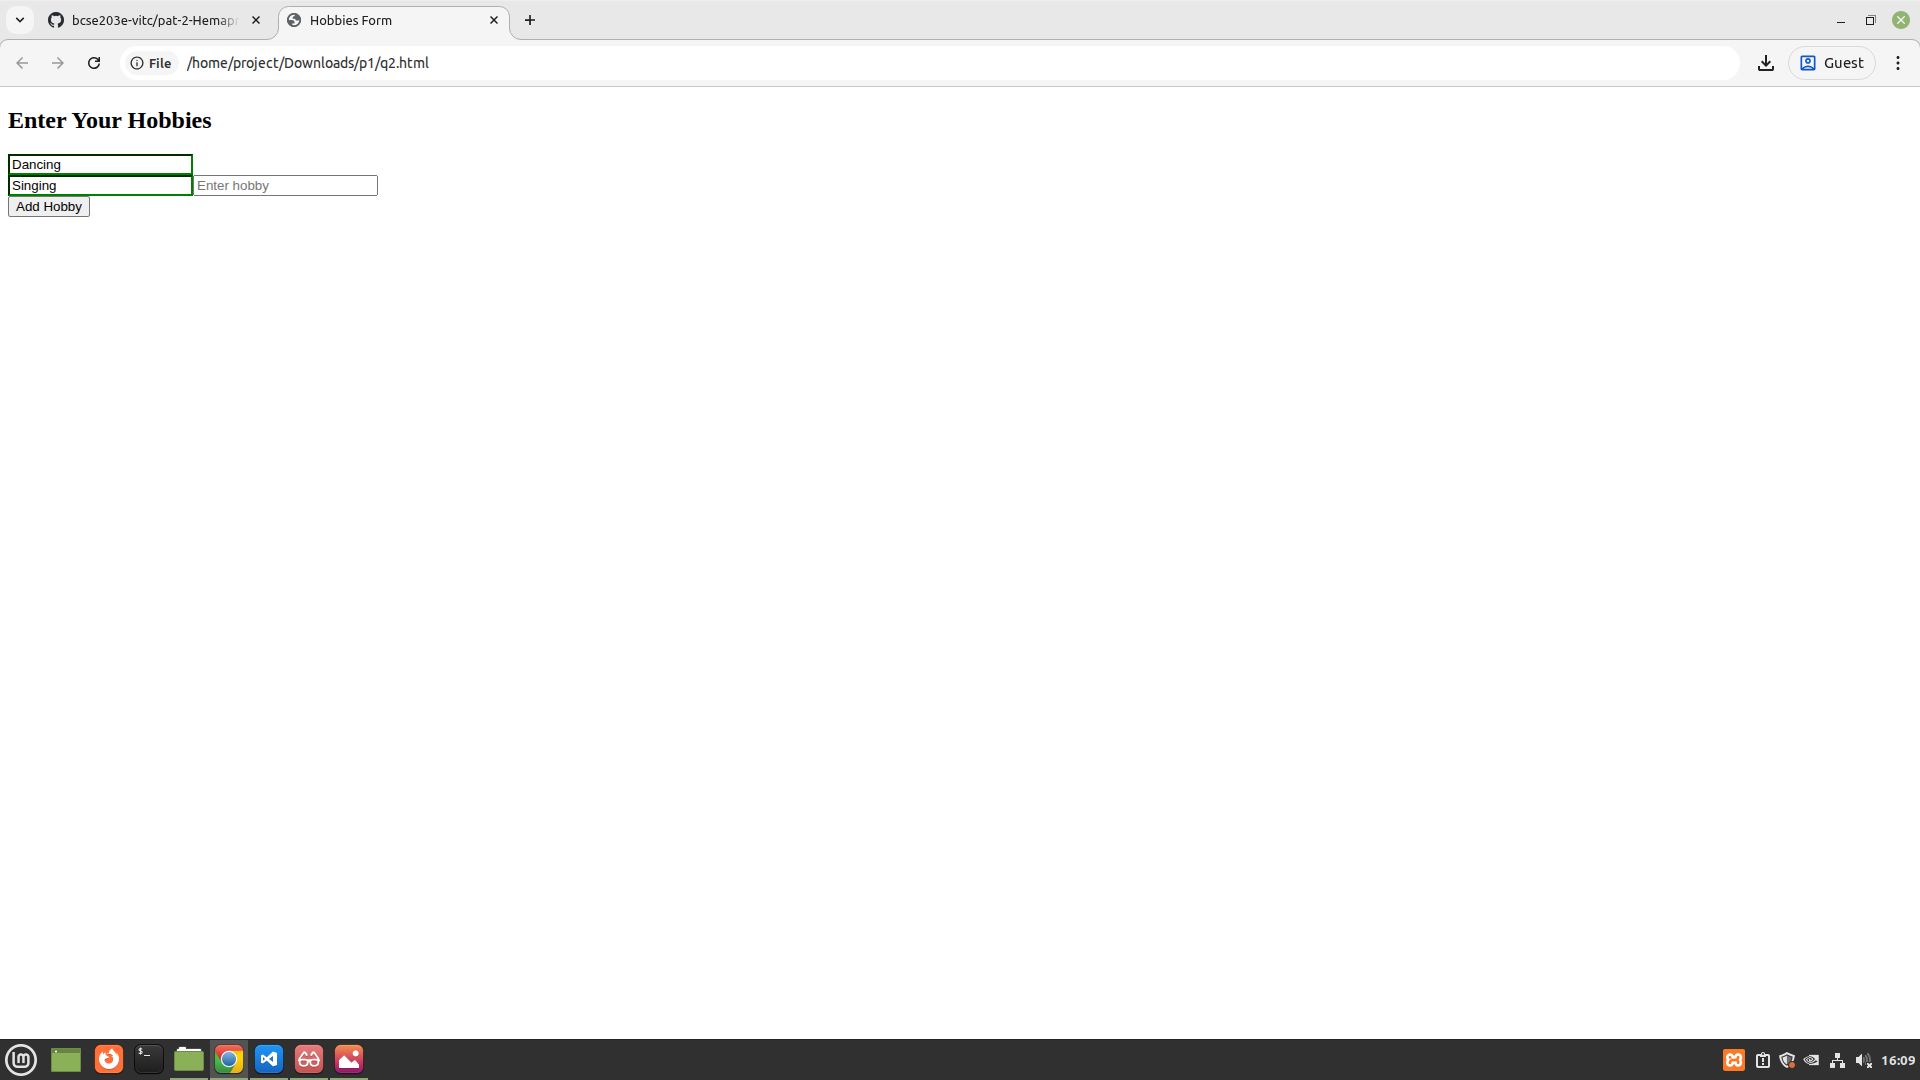 bcse203e-vitc/pat-2-Hemapr
Hobbies Form
File
/home/project/Downloads/p1/q2.html
Guest
Enter Your Hobbies
Dancing
Singing
Enter hobby
Add Hobby
$_
16:09